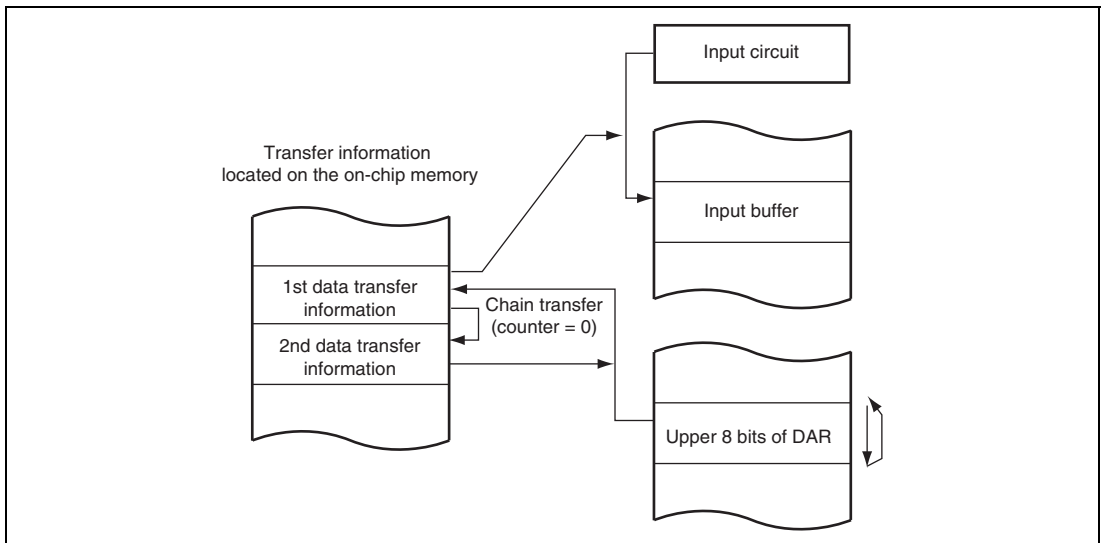 Input circuit
Transfer information
located on the on-chip memory
Input buffer
1st data transfer
information
Chain transfer
(counter = 0)
2nd data transfer
information
Upper 8 bits of DAR